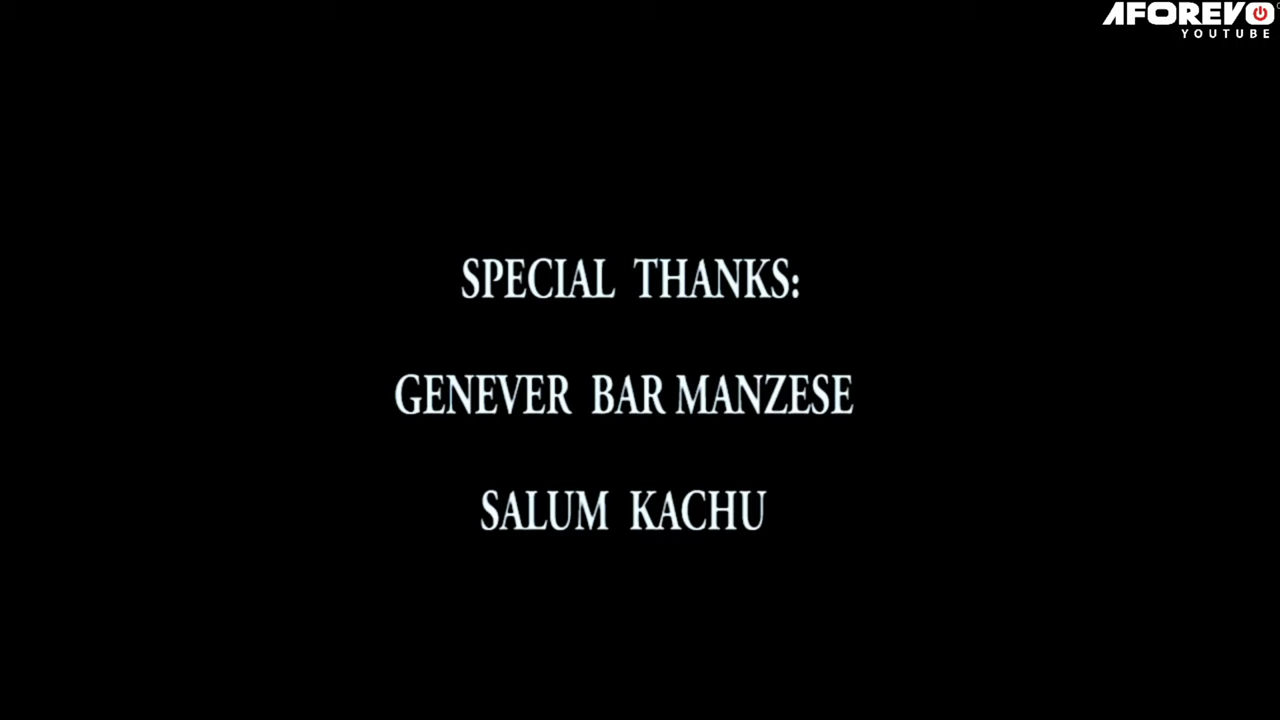 AFOREVO
YOUTUBE
SPECIAL THANKS:
GENEVER BAR MANZESE
SALUM KACHU